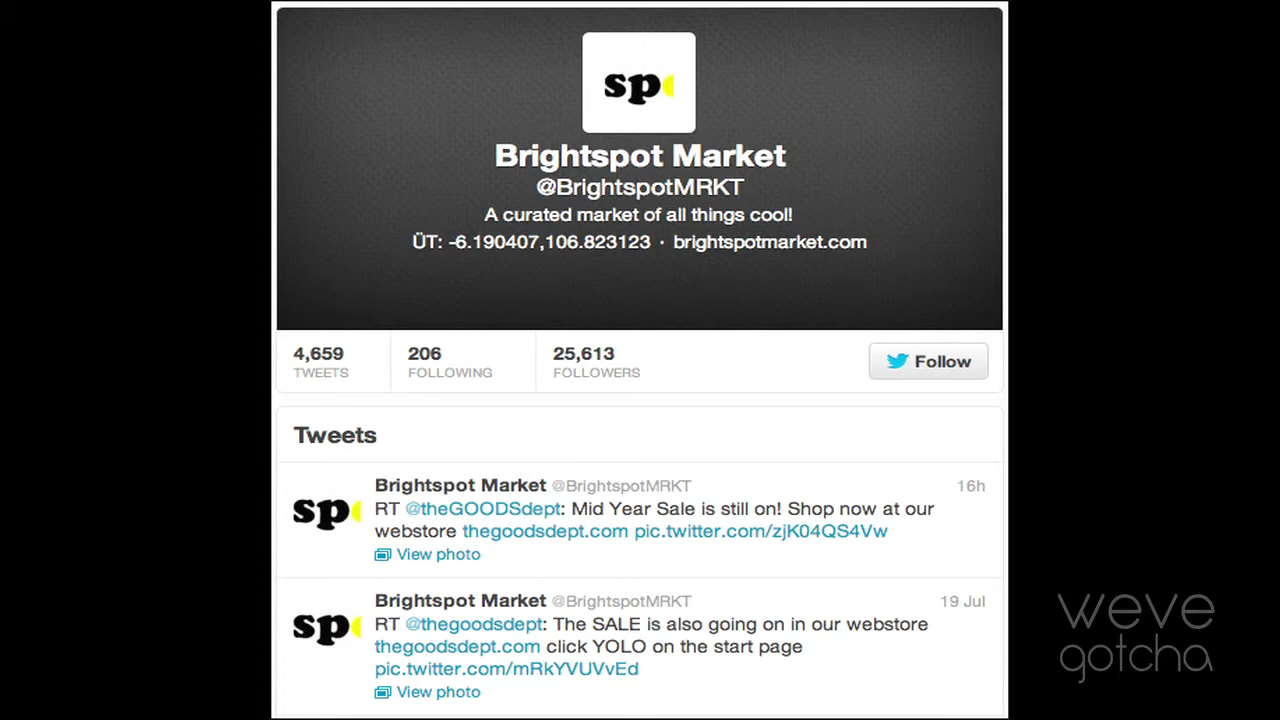 sp
Brightspot Market
@BrightspotMRKT
A curated market of all things cool!
ÜT: -6.190407,106.823123 · brightspotmarket.com
4,659 206 25,613
TWEETS FOLLOWING FOLLOWERS
Follow
Tweets
Brightspot Market @BrightspotMRKT 16h
sp
RT @theGOODSdept: Mid Year Sale is still on! Shop now at our
webstore thegoodsdept.com pic.twitter.com/zjK04QS4Vw
View photo
Brightspot Market @BrightspotMRKT 19 Jul
sp
RT @thegoodsdept: The SALE is also going on in our webstore
thegoodsdept.com click YOLO on the start page
pic.twitter.com/mRkYVUVvEd
View photo
weve
gotcha